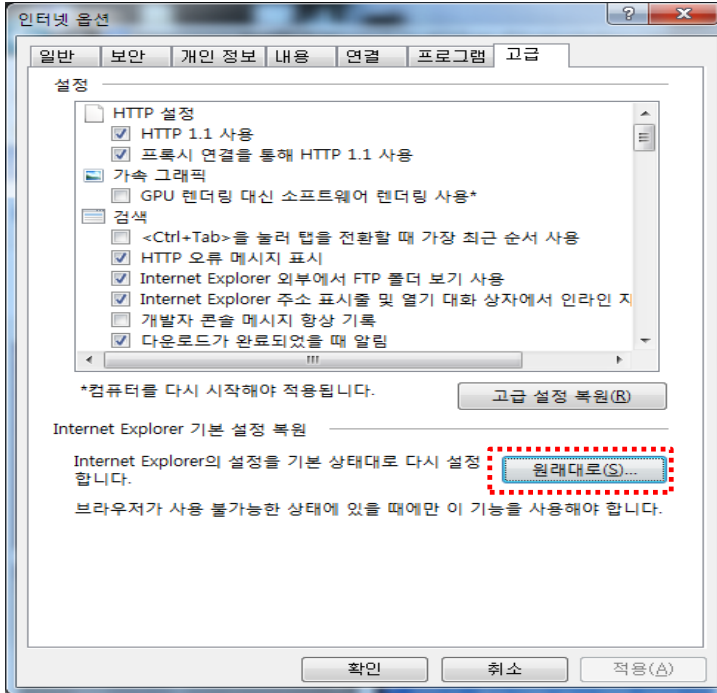 인터넷 옵션
일반 보안 개인 정보 내용 연결 프로그램 고급
설정
HTTP 설정
HTTP 1.1 사용
프록시 연결을 통해 HTTP 1.1 사용
가속 그래픽
GPU 렌더링 대신 소프트웨어 렌더링 사용*
검색
<Ctrl+Tab>을 눌러 탭을 전환할 때 가장 최근 순서 사용
HTTP 오류 메시지 표시
Internet Explorer 외부에서 FTP 폴더 보기 사용
Internet Explorer 주소 표시줄 및 열기 대화 상자에서 인라인 지
개발자 콘솔 메시지 항상 기록
다운로드가 완료되었을 때 알림
*컴퓨터를 다시 시작해야 적용됩니다.
고급 설정 복원(R)
Internet Explorer 기본 설정 복원
Internet Explorer의 설정을 기본 상태대로 다시 설정
합니다.
원래대로(S)...
브라우저가 사용 불가능한 상태에 있을 때에만 이 기능을 사용해야 합니다.
확인 취소 적용(A)